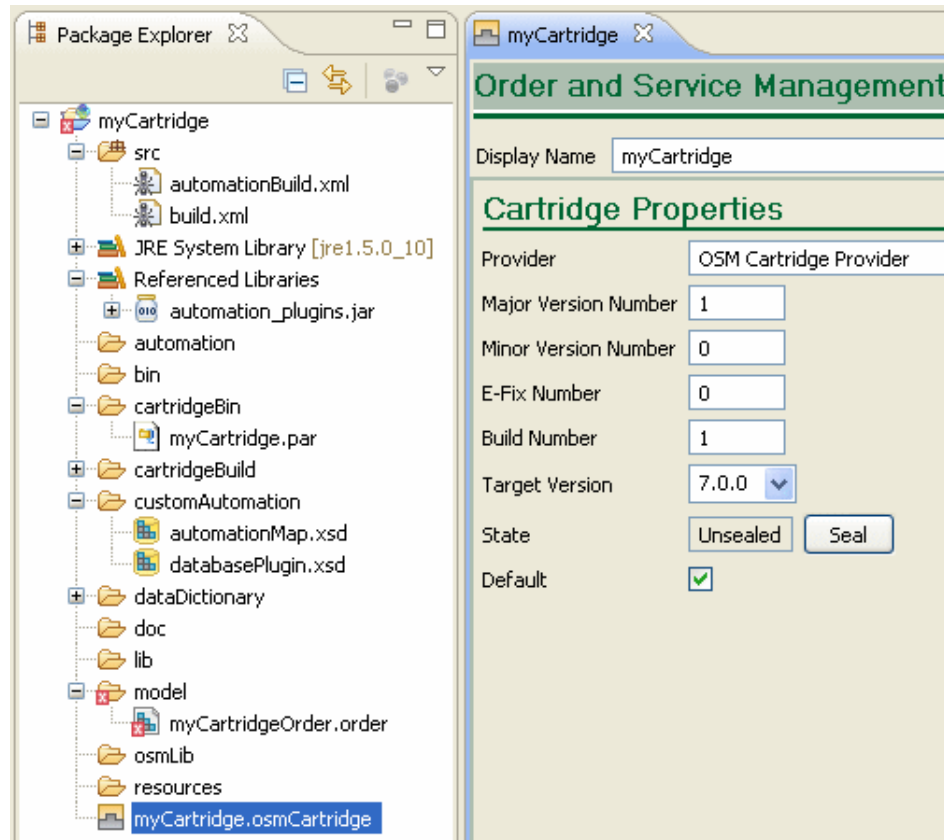 Package Explorer
myCartridge
src
automationBuild.xml
build.xml
JRE System Library [jre1.5.0_10]
Referenced Libraries
automation_plugins.jar
automation
bin
cartridgeBin
myCartridge.par
cartridgeBuild
customAutomation
automationMap.xsd
databasePlugin.xsd
dataDictionary
doc
lib
model
myCartridgeOrder.order
osmLib
resources
myCartridge.osmCartridge
myCartridge
Order and Service Management
Display Name myCartridge
Cartridge Properties
Provider OSM Cartridge Provider
Major Version Number 1
Minor Version Number 0
E-Fix Number 0
Build Number 1
Target Version 7.0.0
State Unsealed Seal
Default